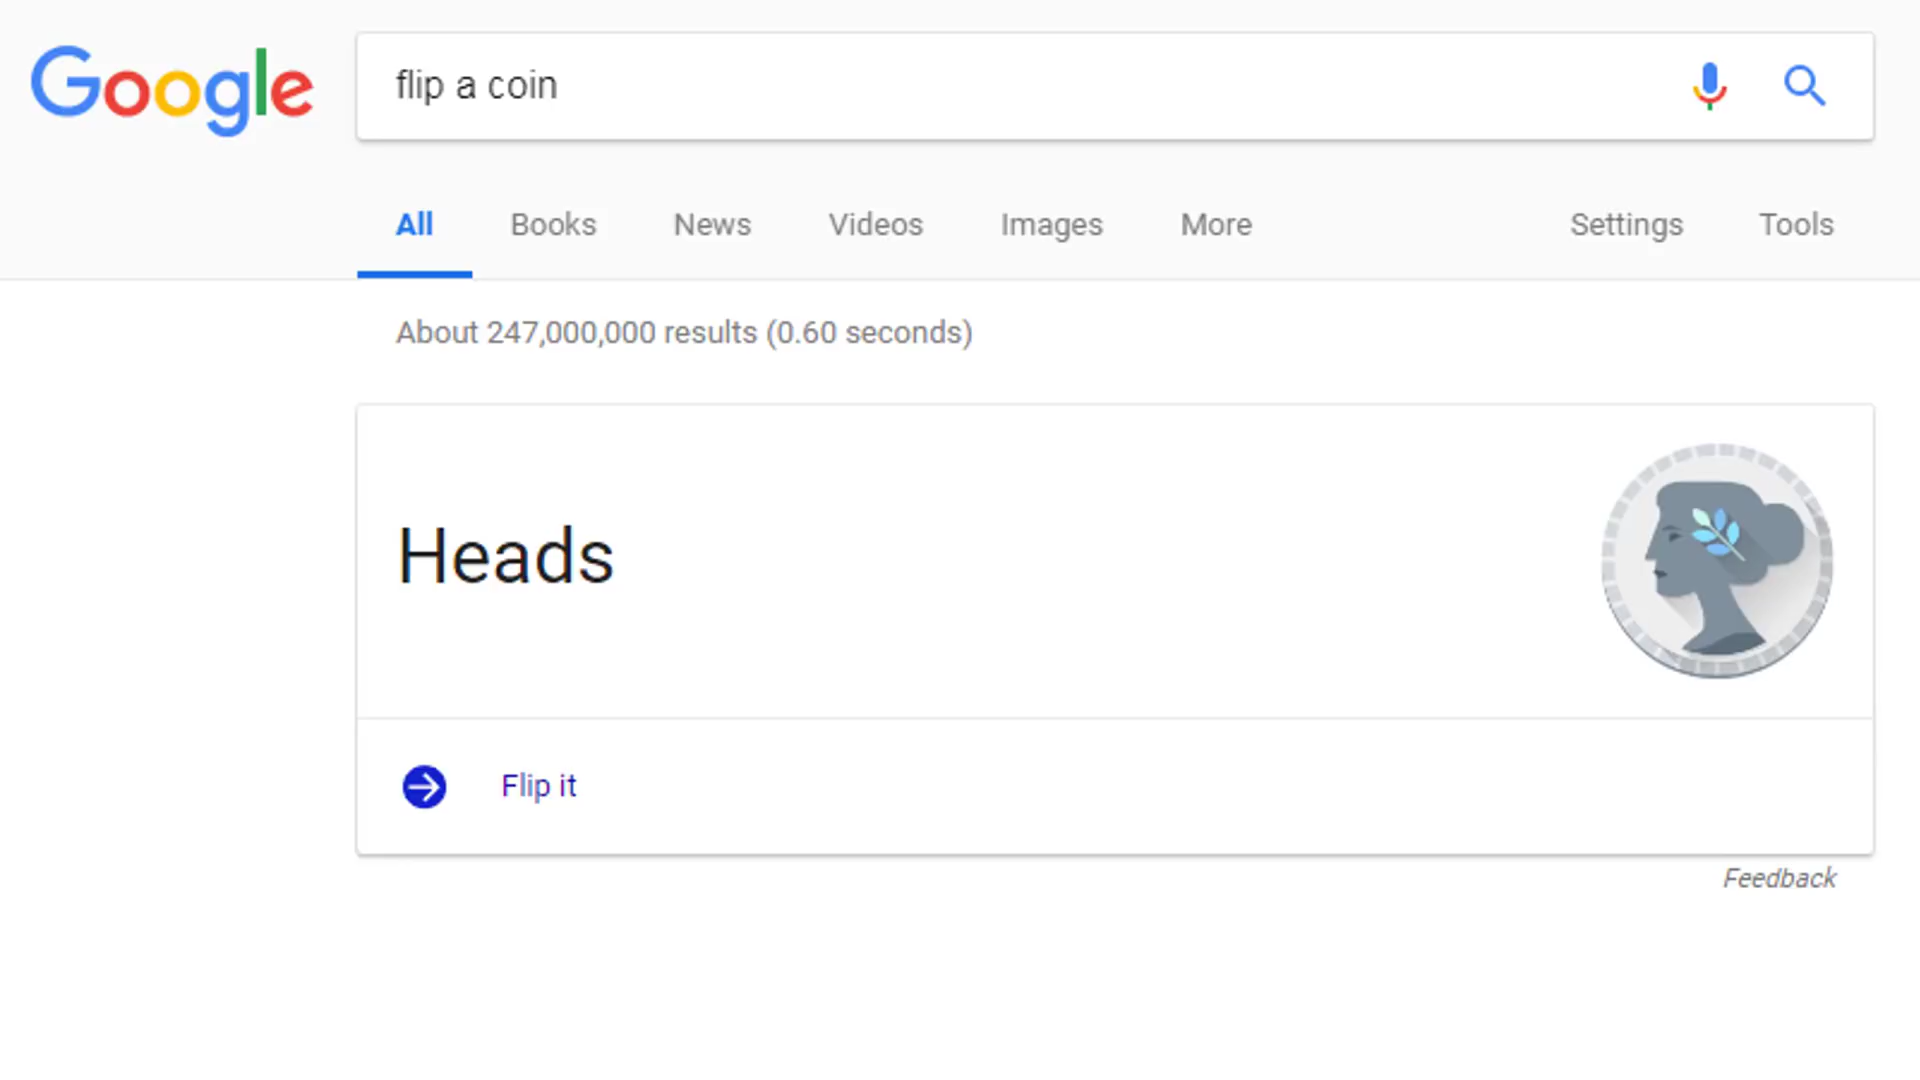 Google
flip a coin
All Books News Videos Images More Settings Tools
About 247,000,000 results (0.60 seconds)
Heads
Flip it
Feedback